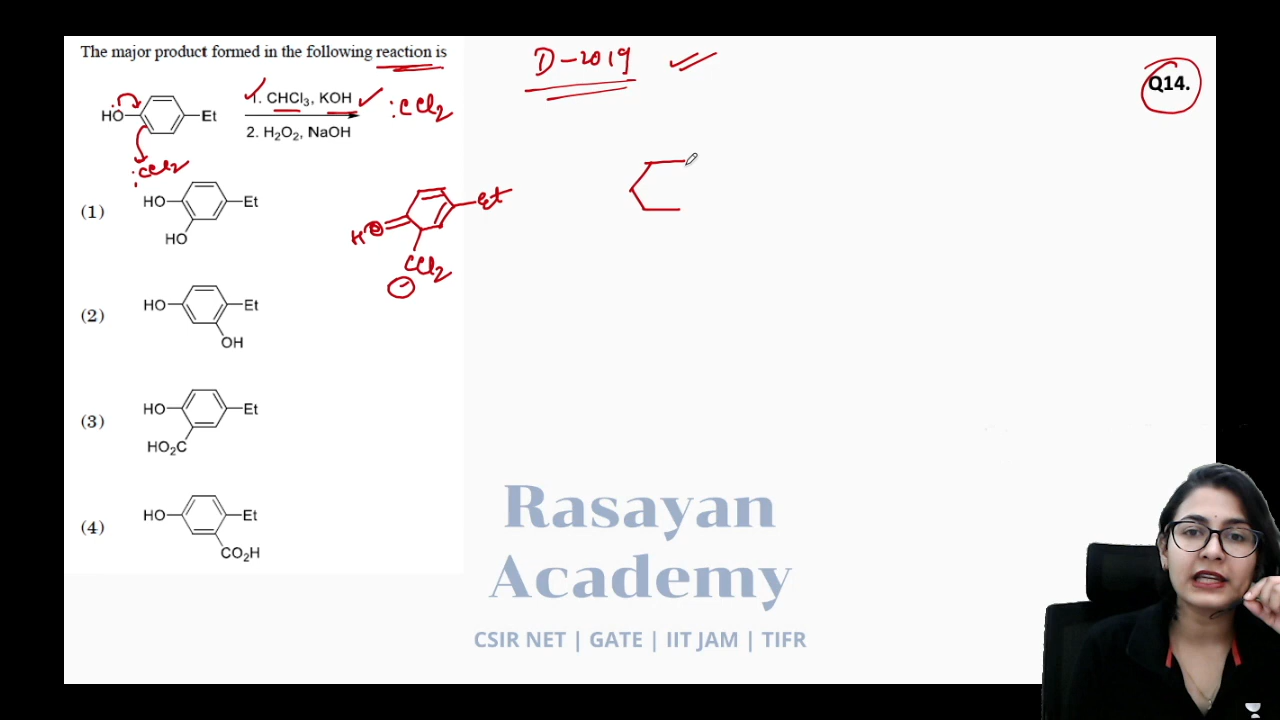 The major product formed in the following reaction is
D-2019
Q14.
HO
Et
1. CHCl3, KOH
2. H2O2, NaOH
:CCl2
:CCl2
(1)
HO
Et
HO
H
O
Et
CCl2
(2)
HO
Et
OH
(3)
HO
Et
HO2C
(4)
HO
Et
CO2H
Rasayan
Academy
CSIR NET | GATE | IIT JAM | TIFR